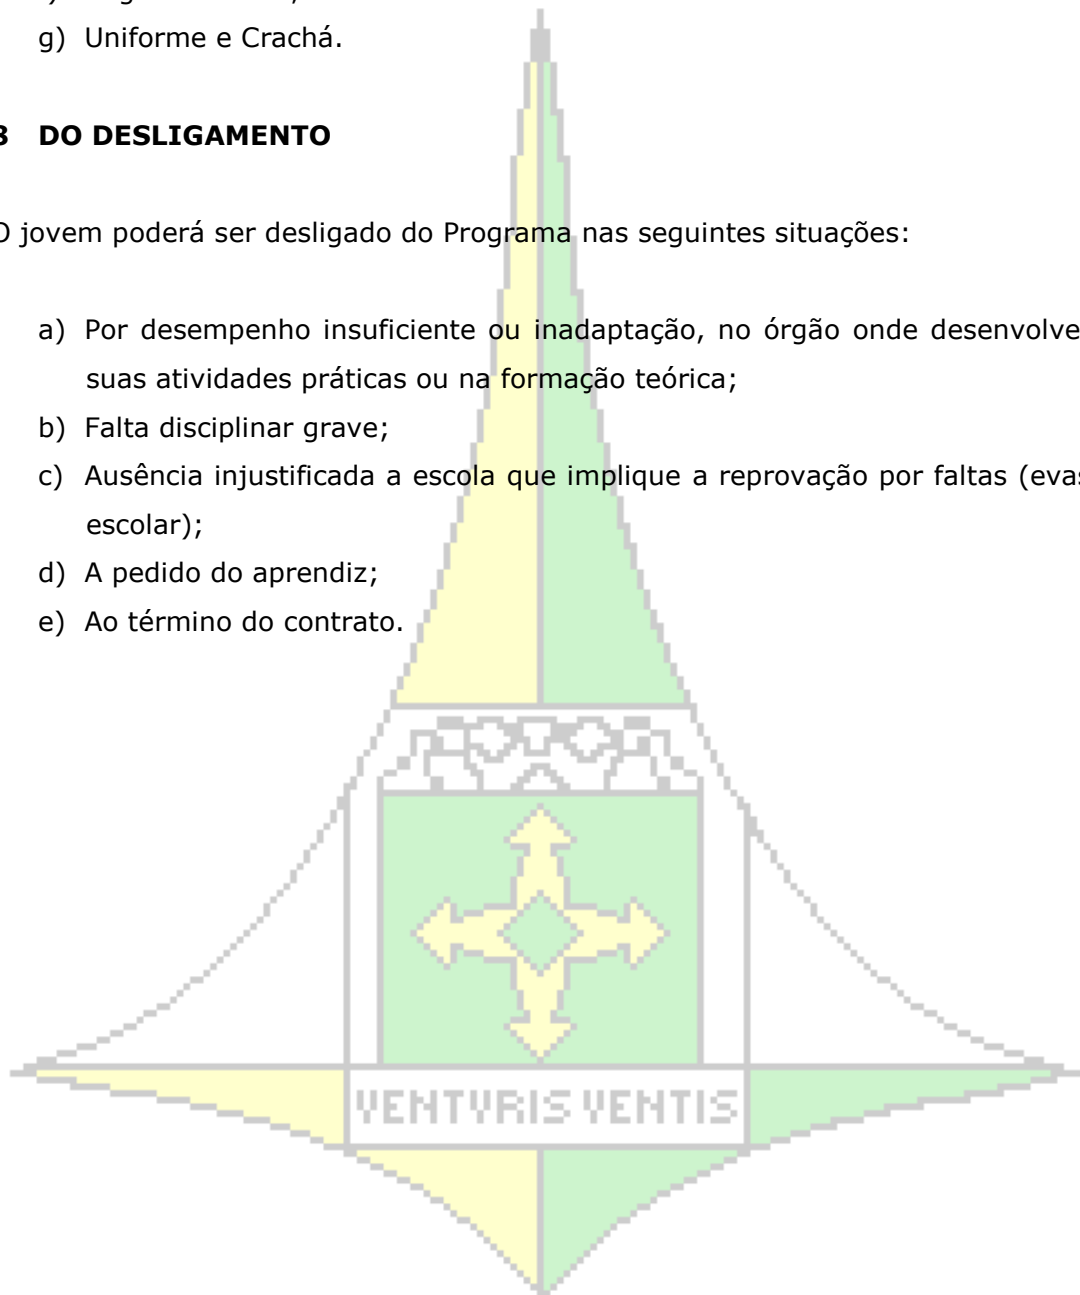 g) Uniforme e Crachá.
DO DESLIGAMENTO
O jovem poderá ser desligado do Programa nas seguintes situações:
a) Por desempenho insuficiente ou inadaptação, no órgão onde desenvolve
suas atividades práticas ou na formação teórica;
b) Falta disciplinar grave;
c) Ausência injustificada a escola que implique a reprovação por faltas
escolar);
d) A pedido do aprendiz;
e) Ao término do contrato.
VENTVRIS VENTIS